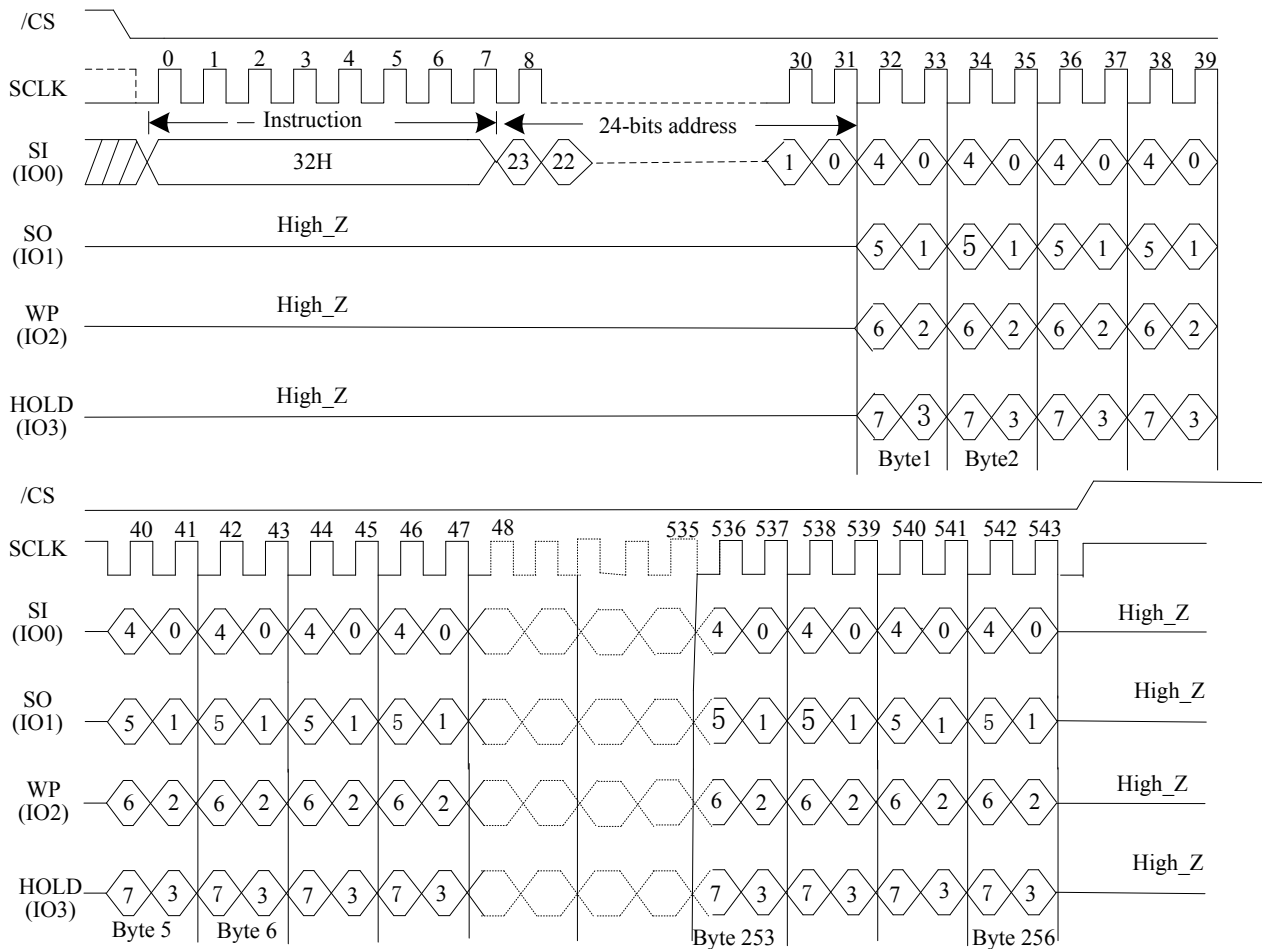 /CS
0 1 2 3 4 5 6 7 8 30 31 32 33 34 35 36 37 38 39
SCLK
Instruction 24-bits address
SI
(IO0)
32H 23 22 1 0 4 0 4 0 4 0 4 0
SO
(IO1)
High_Z 5 1 5 1 5 1 5 1
WP
(IO2)
High_Z 6 2 6 2 6 2 6 2
HOLD
(IO3)
High_Z 7 3 7 3 7 3 7 3
Byte1 Byte2
/CS
40 41 42 43 44 45 46 47 48 535 536 537 538 539 540 541 542 543
SCLK
SI
(IO0)
4 0 4 0 4 0 4 0 4 0 4 0 4 0 4 0 High_Z
SO
(IO1)
5 1 5 1 5 1 5 1 5 1 5 1 5 1 5 1 High_Z
WP
(IO2)
6 2 6 2 6 2 6 2 6 2 6 2 6 2 6 2 High_Z
HOLD
(IO3)
7 3 7 3 7 3 7 3 7 3 7 3 7 3 7 3 High_Z
Byte 5 Byte 6 Byte 253 Byte 256